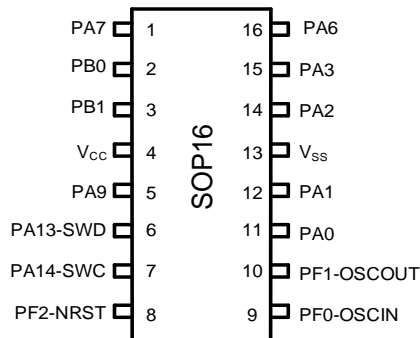 PA7 1 16 PA6
PB0 2 15 PA3
PB1 3 14 PA2
VCC 4 13 VSS
PA9 5 12 PA1
PA13-SWD 6 11 PA0
PA14-SWC 7 10 PF1-OSCOUT
PF2-NRST 8 9 PF0-OSCIN
SOP16